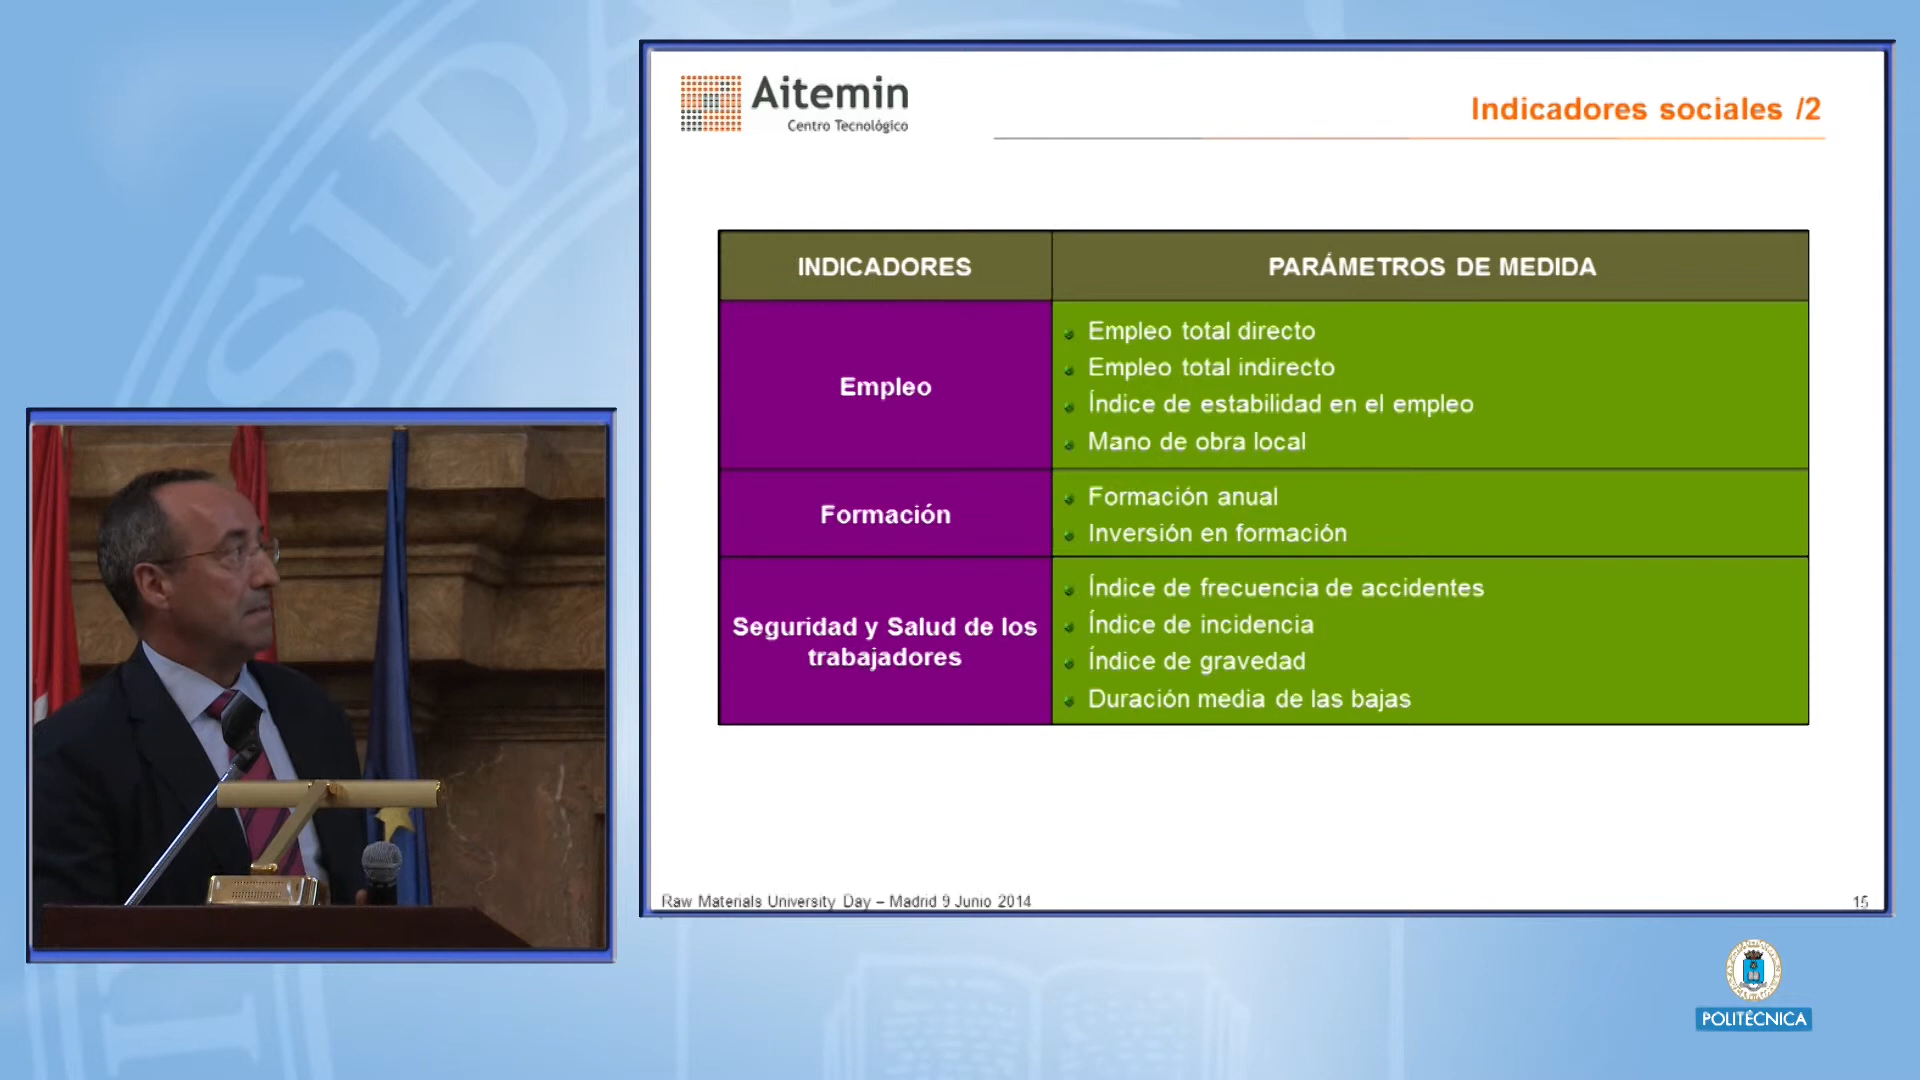 Aitemin
Centro Tecnológico
Indicadores sociales /2
INDICADORES
PARÁMETROS DE MEDIDA
Empleo
Empleo total directo
Empleo total indirecto
Índice de estabilidad en el empleo
Mano de obra local
Formación
Formación anual
Inversión en formación
Seguridad y Salud de los
trabajadores
Índice de frecuencia de accidentes
Índice de incidencia
Índice de gravedad
Duración media de las bajas
Raw Materials University Day – Madrid 9 Junio 2014
15
POLITÉCNICA